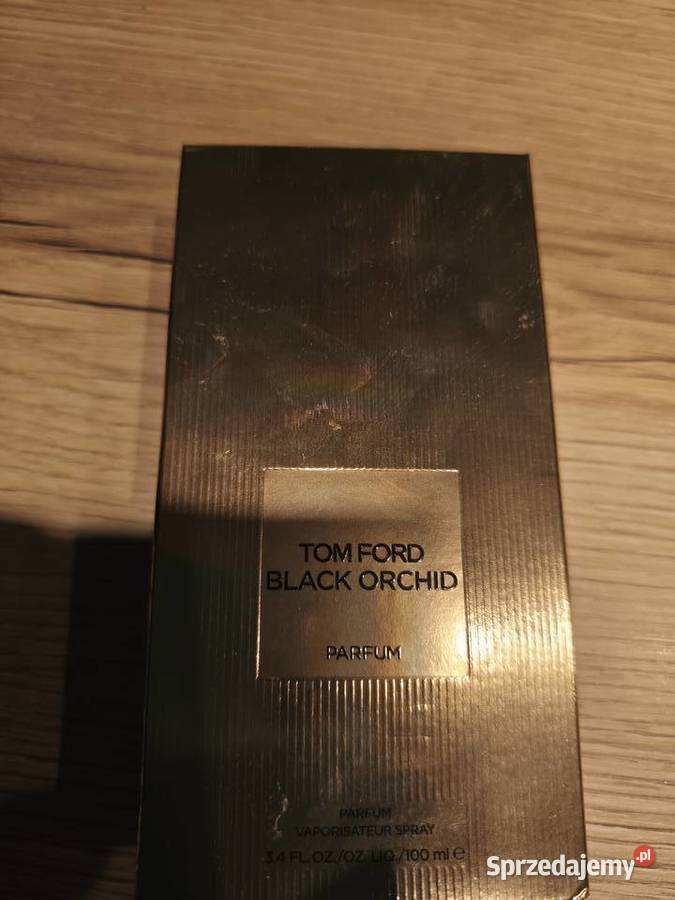 TOM FORD
BLACK ORCHID
PARFUM
PARFUM
VAPORISATEUR SPRAY
3.4 FL.OZ./OZ. LIQ./100 ml ℮
Sprzedajemy.pl